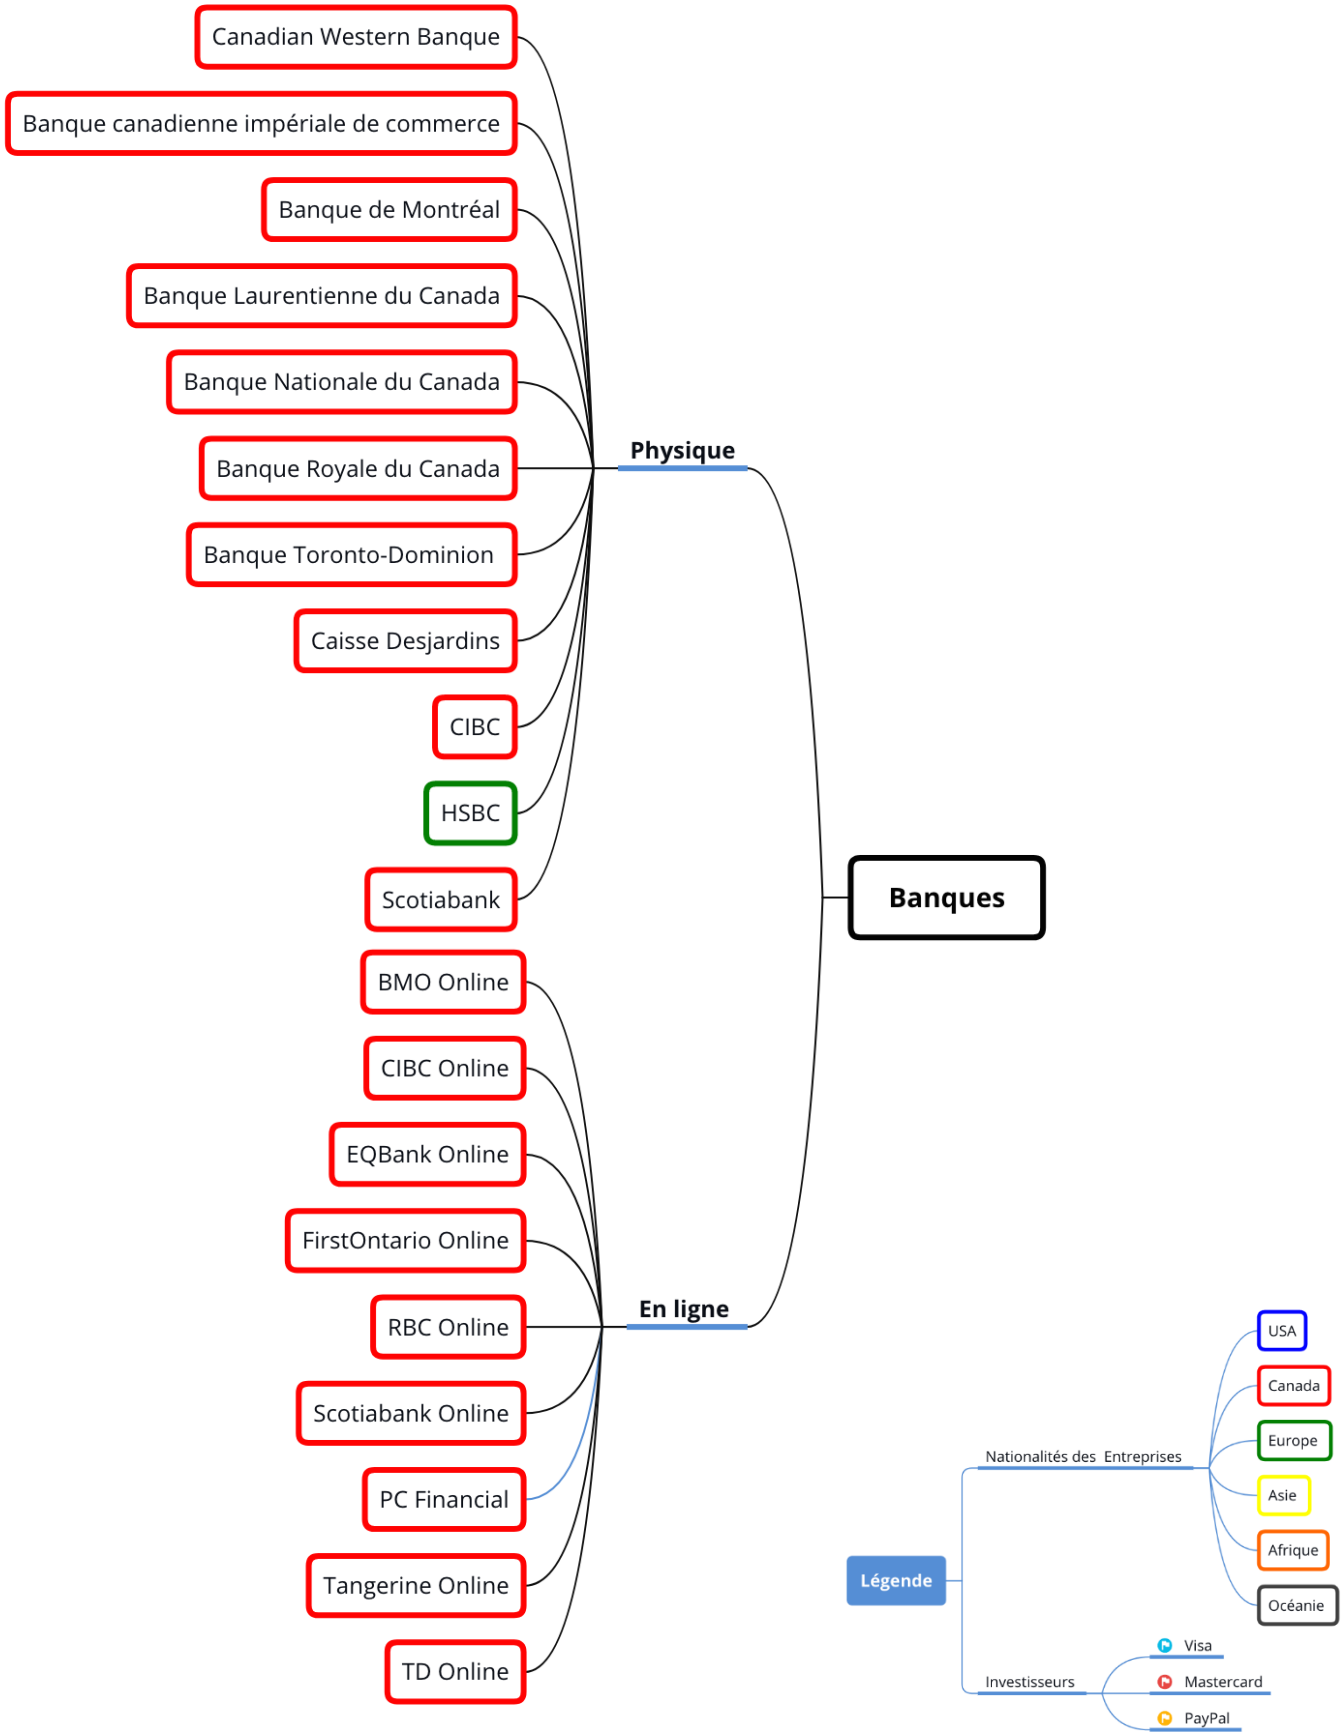 Canadian Western Banque
Banque canadienne impériale de commerce
Banque de Montréal
Banque Laurentienne du Canada
Banque Nationale du Canada
Banque Royale du Canada
Banque Toronto-Dominion
Caisse Desjardins
CIBC
HSBC
Scotiabank
Physique
Banques
BMO Online
CIBC Online
EQBank Online
FirstOntario Online
RBC Online
Scotiabank Online
PC Financial
Tangerine Online
TD Online
En ligne
Légende
Nationalités des  Entreprises
USA
Canada
Europe
Asie
Afrique
Océanie
Investisseurs
Visa
Mastercard
PayPal